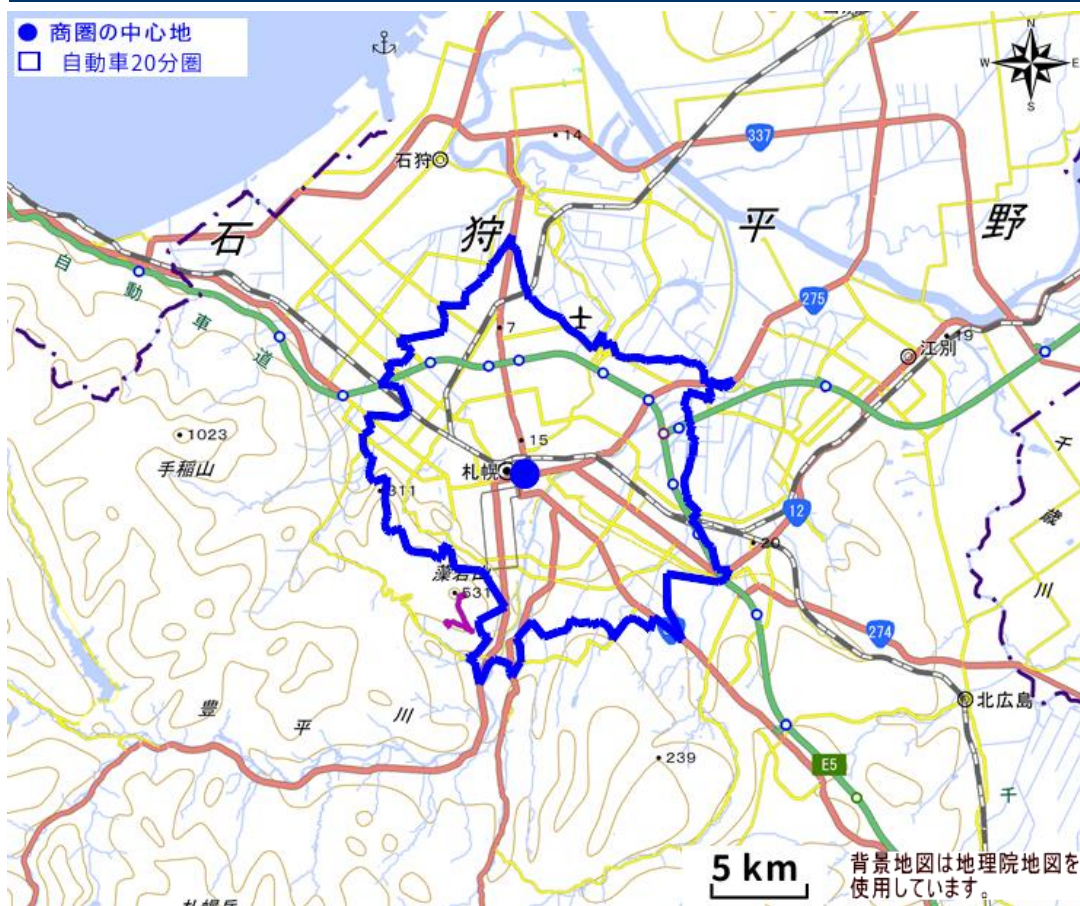 商圏の中心地
自動車20分圏
N
W E
S
14
337
石狩
石 狩 平 野
自動車道
275
7
士
19
江別
1023
手稲山
15
札幌
311
12
20
千歳川
藻岩山
531
274
豊平川
北広島
239
E5
千
5 km
背景地図は地理院地図を
使用しています。